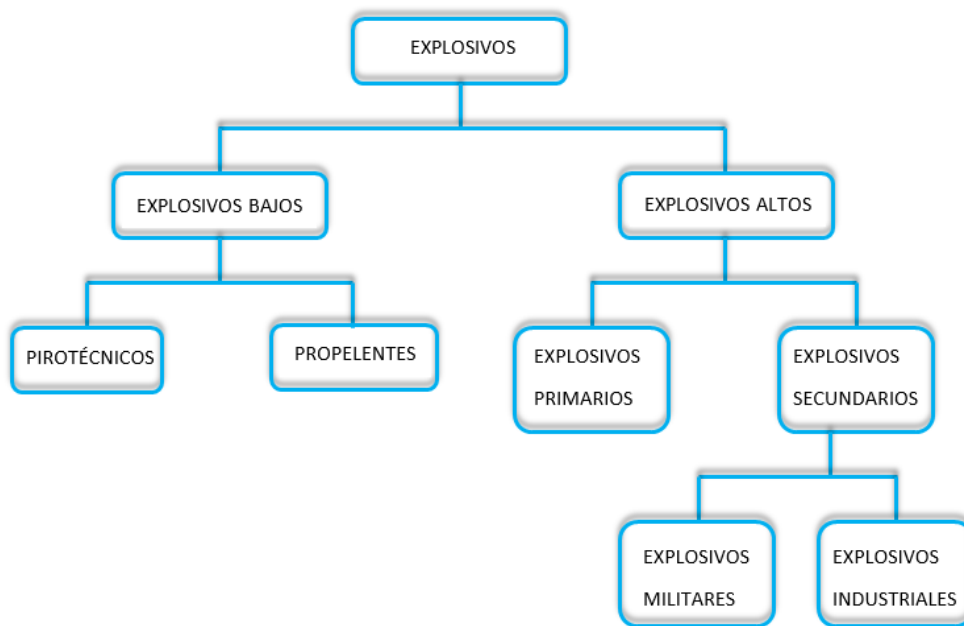 EXPLOSIVOS
EXPLOSIVOS BAJOS
EXPLOSIVOS ALTOS
PIROTÉCNICOS
PROPELENTES
EXPLOSIVOS
PRIMARIOS
EXPLOSIVOS
SECUNDARIOS
EXPLOSIVOS
MILITARES
EXPLOSIVOS
INDUSTRIALES